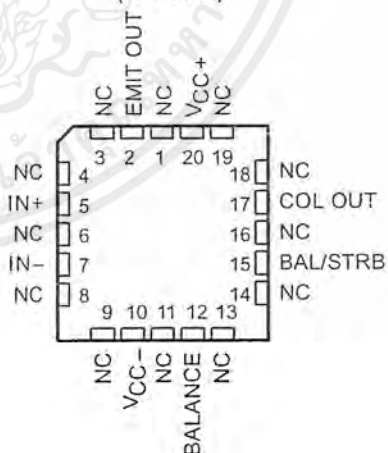 NC
EMIT OUT
NC
VCC+
NC
3 2 1 20 19
NC 4
IN+ 5
NC 6
IN– 7
NC 8
18 NC
17 COL OUT
16 NC
15 BAL/STRB
14 NC
9 10 11 12 13
NC
VCC–
NC
BALANCE
NC